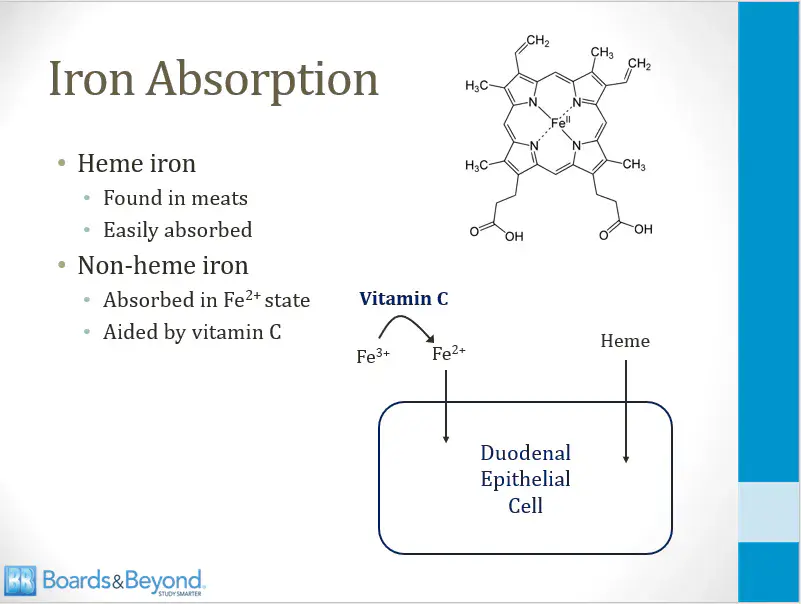 Iron Absorption
• Heme iron
• Found in meats
• Easily absorbed
• Non-heme iron
• Absorbed in Fe²⁺ state
• Aided by vitamin C
CH₂
CH₃
CH₂
H₃C
N
N
Feᴵᴵ
N
N
H₃C
CH₃
O
OH
O
OH
Vitamin C
Fe³⁺
Fe²⁺
Heme
Duodenal
Epithelial
Cell
BB
Boards&Beyond.
STUDY SMARTER